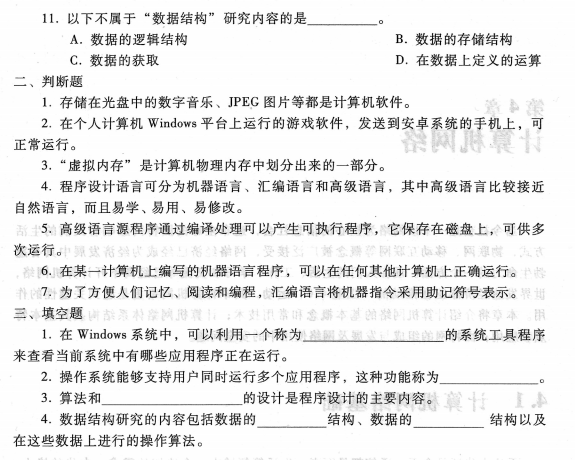 11. 以下不属于“数据结构”研究内容的是________。
A. 数据的逻辑结构 B. 数据的存储结构
C. 数据的获取 D. 在数据上定义的运算
二、判断题
1. 存储在光盘中的数字音乐、JPEG 图片等都是计算机软件。
2. 在个人计算机 Windows 平台上运行的游戏软件，发送到安卓系统的手机上，可
正常运行。
3. “虚拟内存”是计算机物理内存中划分出来的一部分。
4. 程序设计语言可分为机器语言、汇编语言和高级语言，其中高级语言比较接近
自然语言，而且易学、易用、易修改。
5. 高级语言源程序通过编译处理可以产生可执行程序，它保存在磁盘上，可供多
次运行。
6. 在某一计算机上编写的机器语言程序，可以在任何其他计算机上正确运行。
7. 为了方便人们记忆、阅读和编程，汇编语言将机器指令采用助记符号表示。
三、填空题
1. 在 Windows 系统中，可以利用一个称为________________的系统工具程序
来查看当前系统中有哪些应用程序正在运行。
2. 操作系统能够支持用户同时运行多个应用程序，这种功能称为____________。
3. 算法和________________的设计是程序设计的主要内容。
4. 数据结构研究的内容包括数据的________结构、数据的________ 结构以及
在这些数据上进行的操作算法。